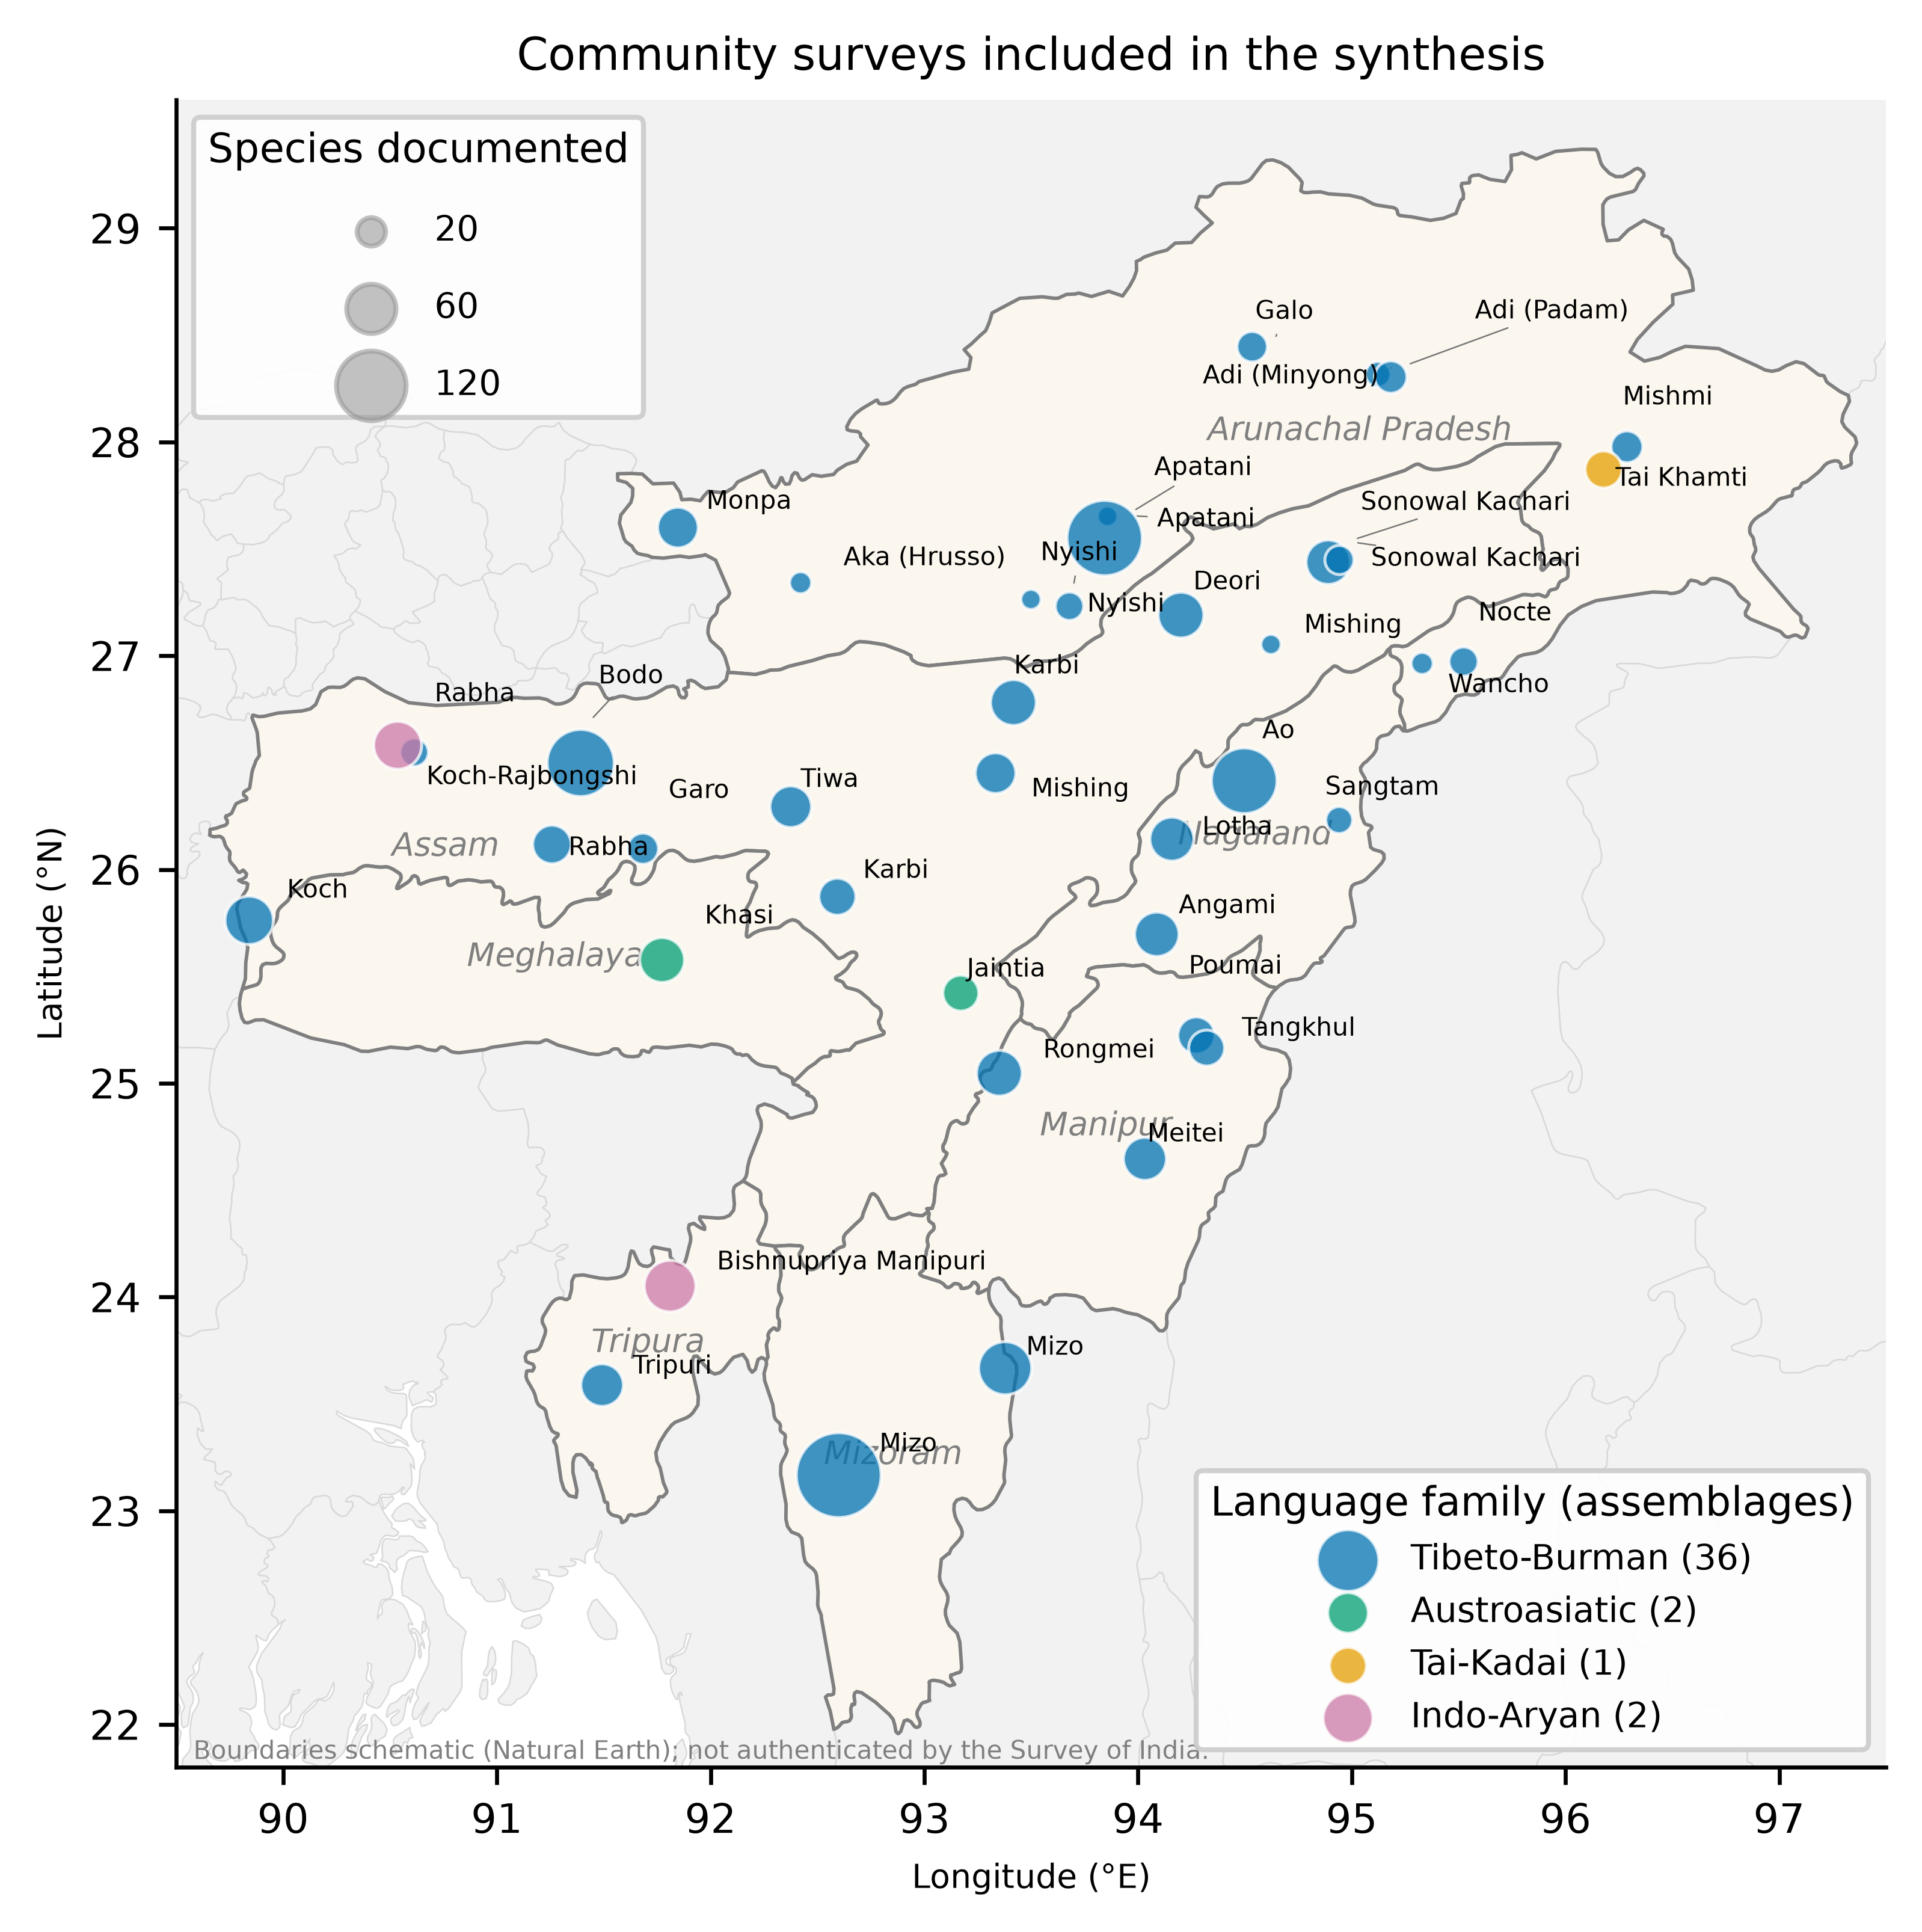 Community surveys included in the synthesis
Species documented
20
60
120
29
28
27
26
25
24
23
22
Latitude (°N)
Galo
Adi (Padam)
Adi (Minyong)
Mishmi
Arunachal Pradesh
Apatani
Tai Khamti
Monpa
Sonowal Kachari
Apatani
Aka (Hrusso)
Nyishi
Sonowal Kachari
Deori
Nyishi
Nocte
Mishing
Karbi
Bodo
Wancho
Rabha
Ao
Koch-Rajbongshi
Garo
Tiwa
Mishing
Sangtam
Lotha
Nagaland
Assam
Rabha
Karbi
Koch
Khasi
Angami
Meghalaya
Jaintia
Poumai
Rongmei
Tangkhul
Manipur
Meitei
Bishnupriya Manipuri
Tripura
Tripuri
Mizo
Mizo
Mizoram
Language family (assemblages)
Tibeto-Burman (36)
Austroasiatic (2)
Tai-Kadai (1)
Indo-Aryan (2)
Boundaries schematic (Natural Earth); not authenticated by the Survey of India.
90
91
92
93
94
95
96
97
Longitude (°E)